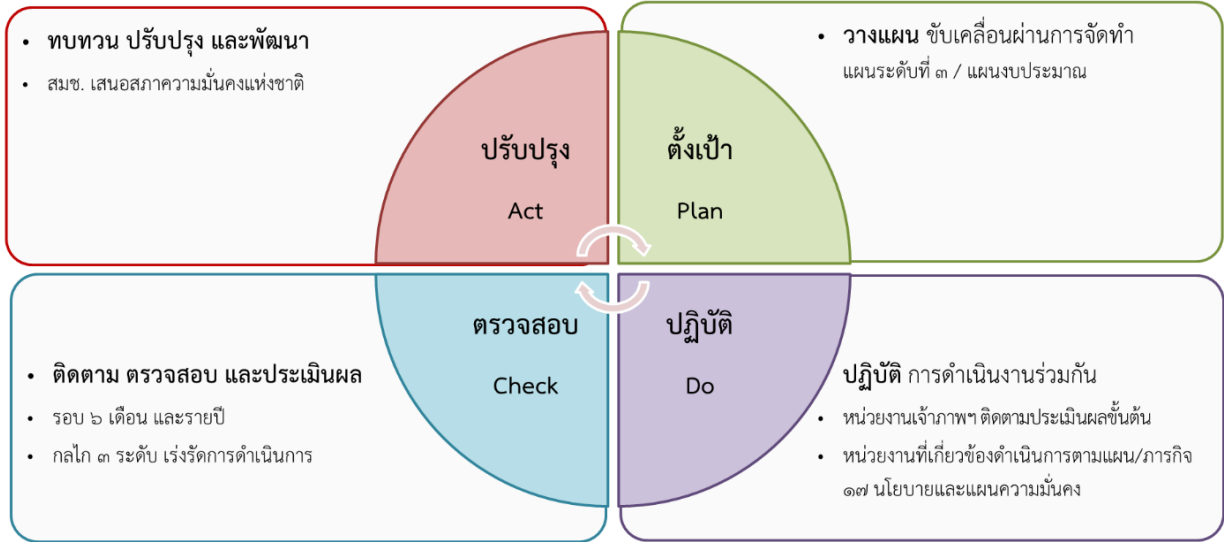 • ทบทวน ปรับปรุง และพัฒนา
• สมช. เสนอสภาความมั่นคงแห่งชาติ
ปรับปรุง
Act
• วางแผน ขับเคลื่อนผ่านการจัดทำ
แผนระดับที่ ๓ / แผนงบประมาณ
ตั้งเป้า
Plan
• ติดตาม ตรวจสอบ และประเมินผล
• รอบ ๖ เดือน และรายปี
• กลไก ๓ ระดับ เร่งรัดการดำเนินการ
ตรวจสอบ
Check
ปฏิบัติ
Do
ปฏิบัติ การดำเนินงานร่วมกัน
• หน่วยงานเจ้าภาพฯ ติดตามประเมินผลขั้นต้น
• หน่วยงานที่เกี่ยวข้องดำเนินการตามแผน/ภารกิจ
๑๗ นโยบายและแผนความมั่นคง